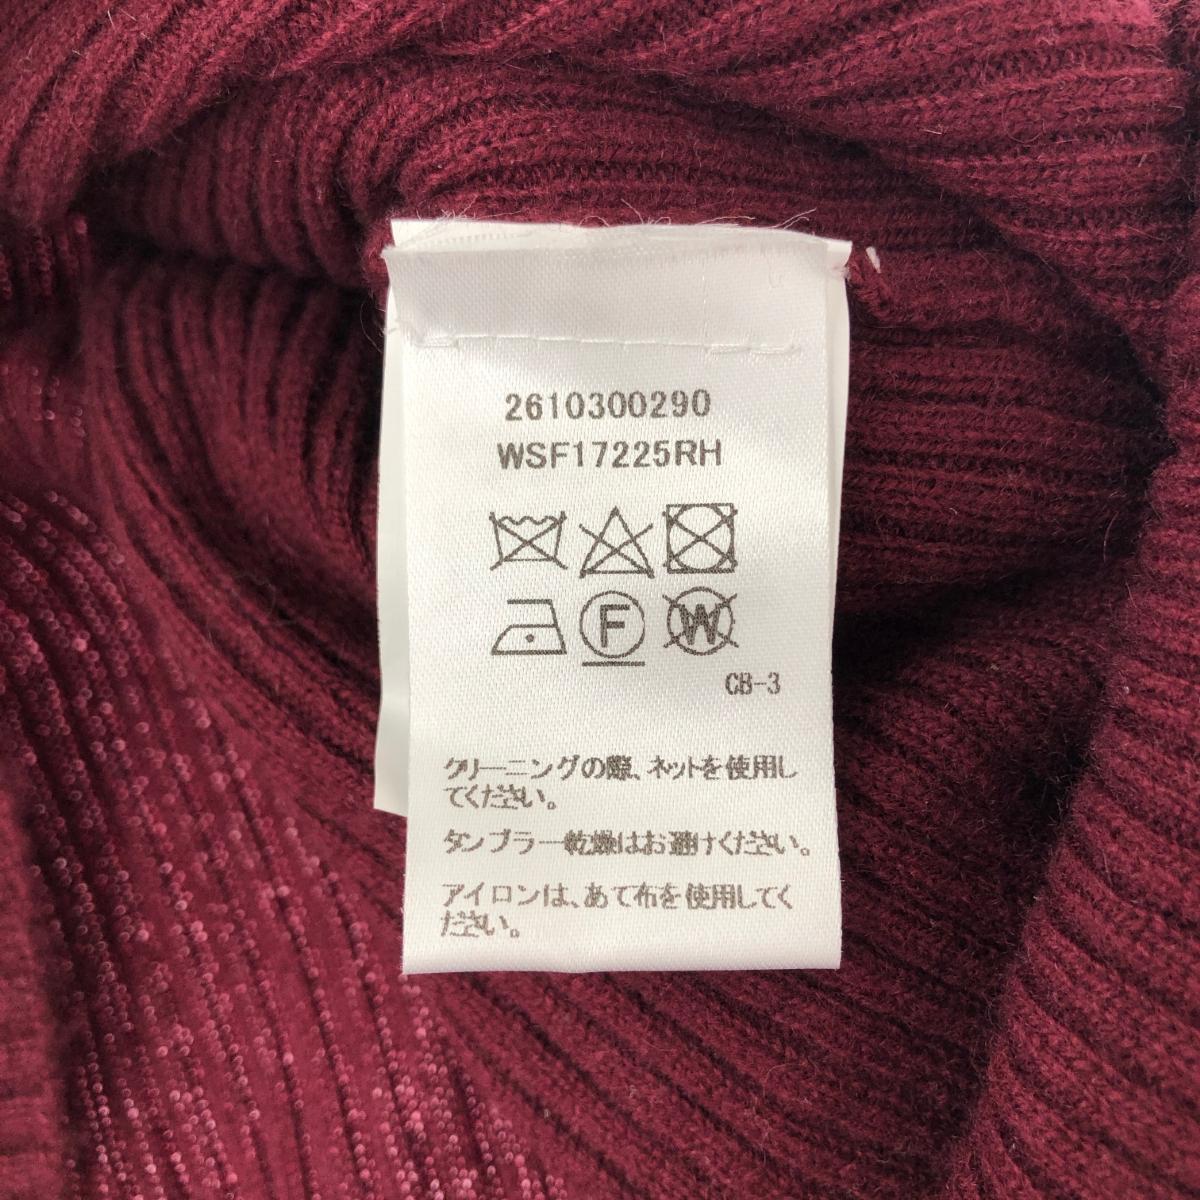 2610300290
WSF17225RH
F W
CB-3
クリーニングの際、ネットを使用し
てください。
タンブラー乾燥はお避けください。
アイロンは、あて布を使用してく
ださい。